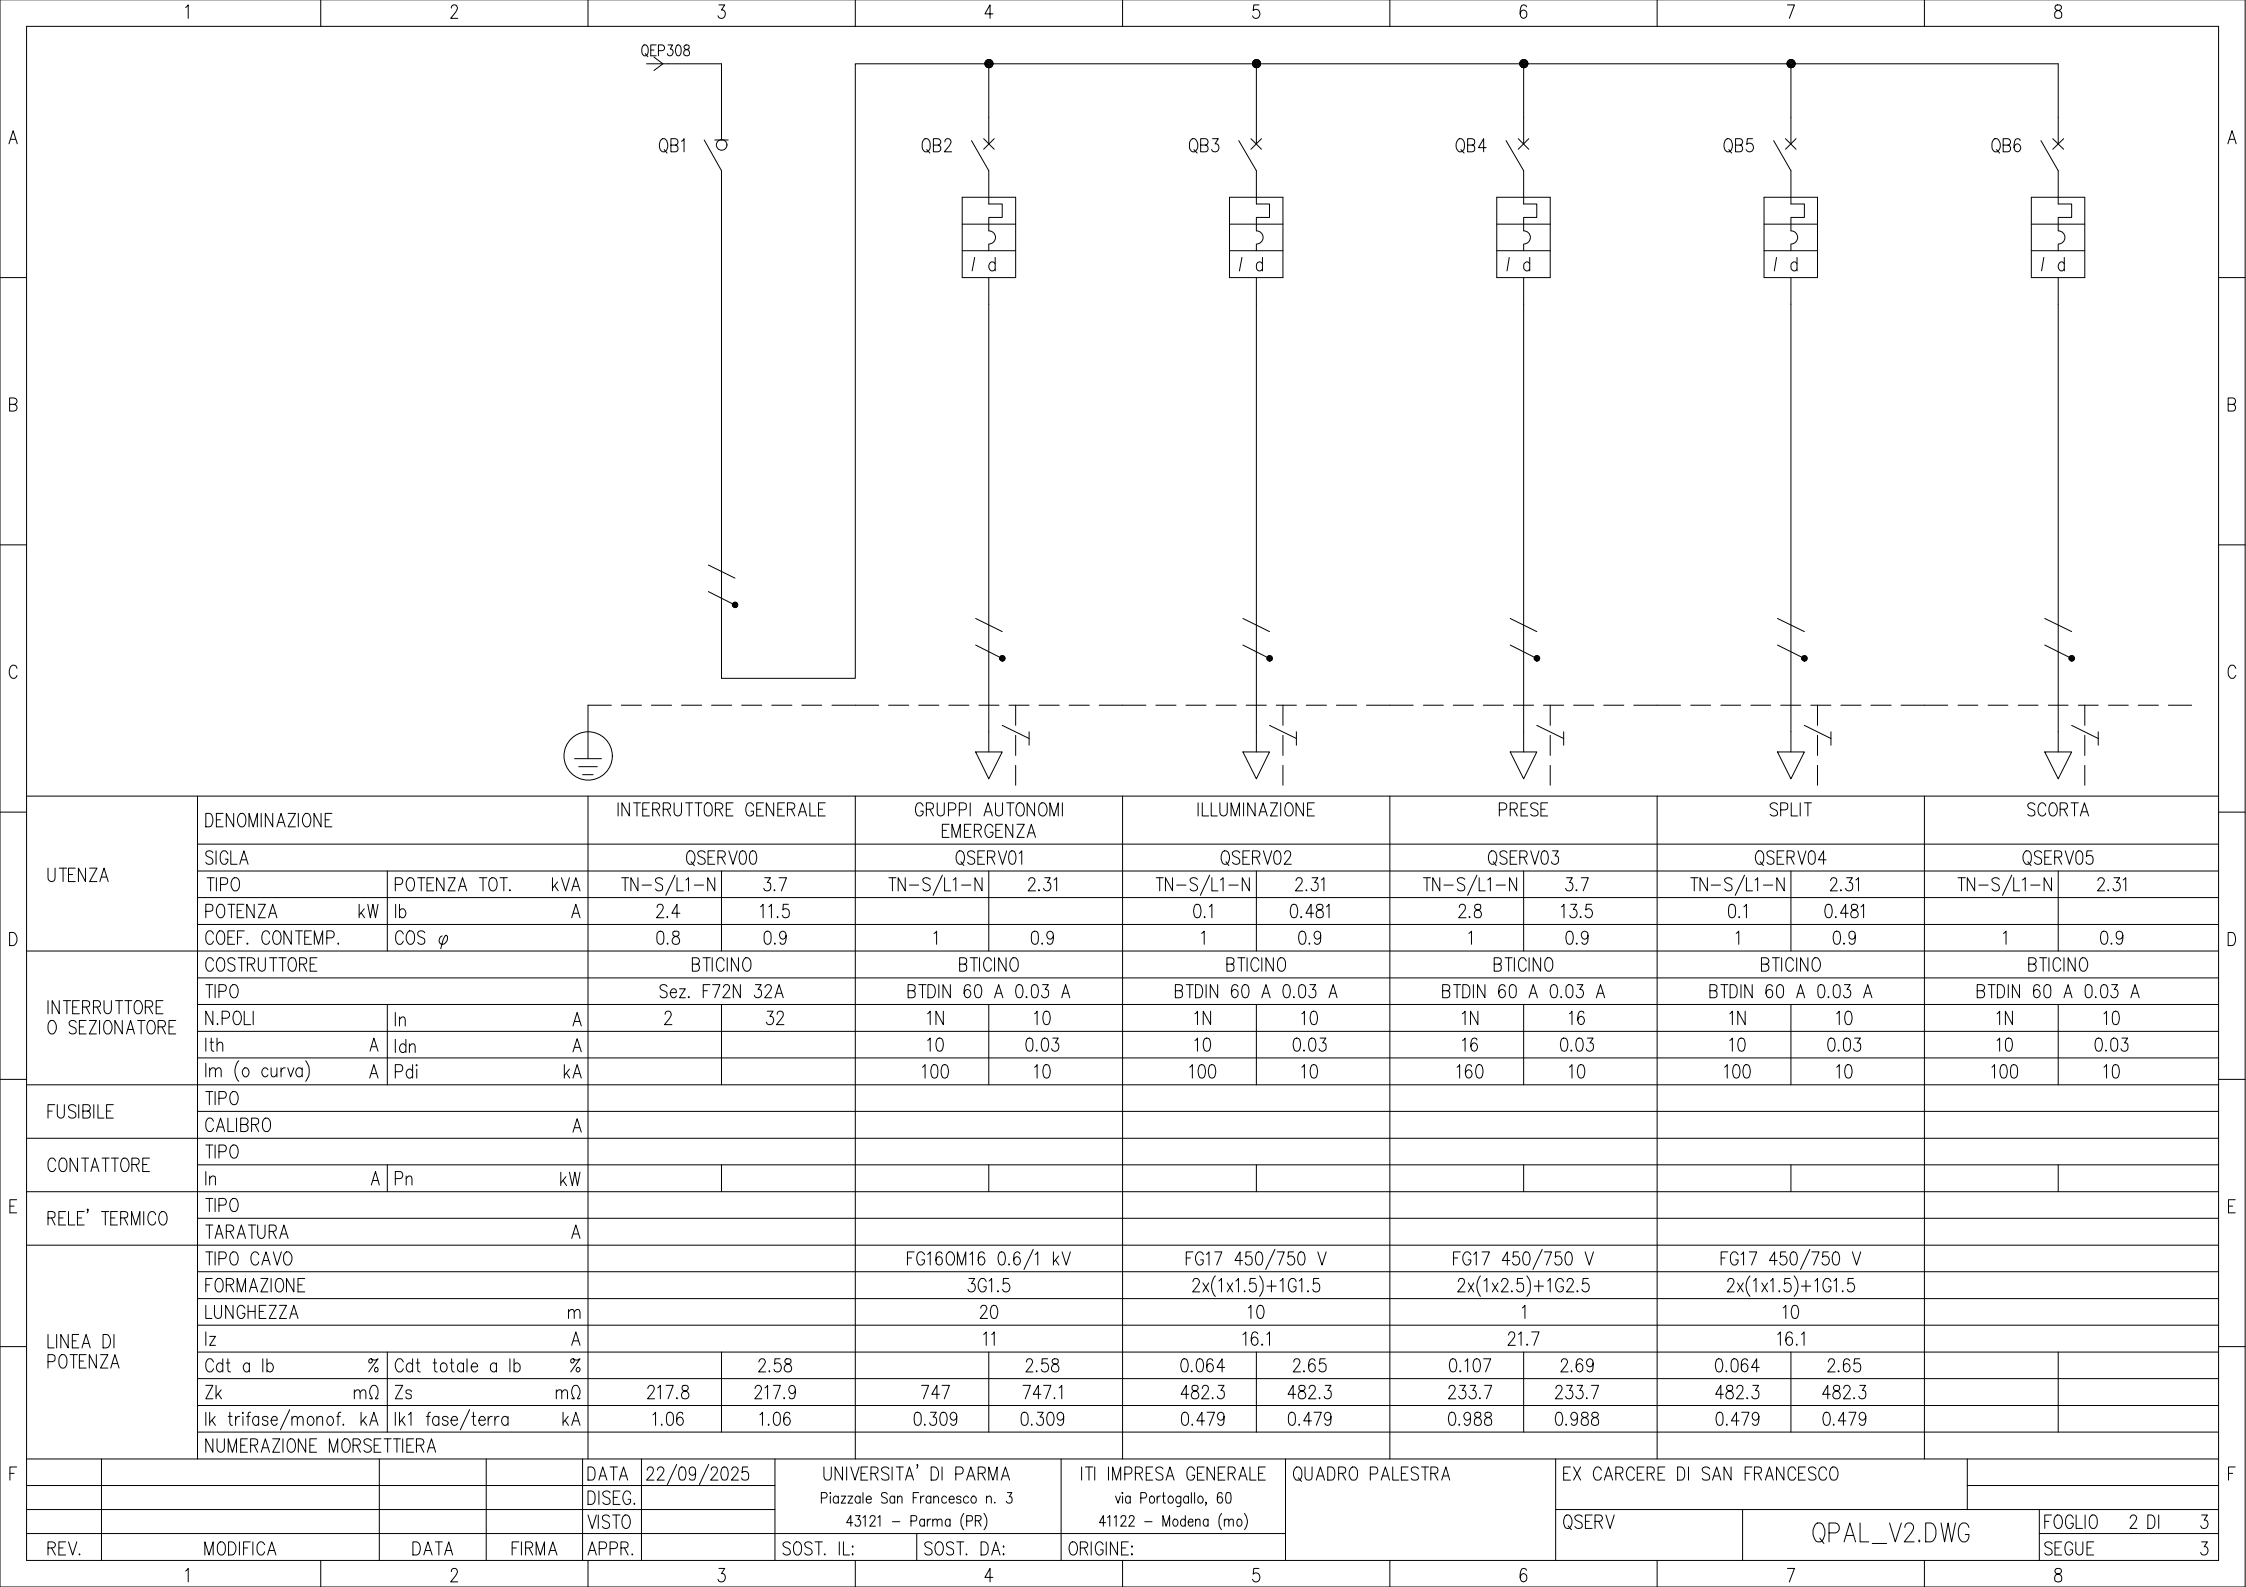 1 2 3 4 5 6 7 8
QEP308
A A
QB1 QB2 QB3 QB4 QB5 QB6
I d I d I d I d I d
B B
C C
UTENZA
DENOMINAZIONE INTERRUTTORE GENERALE GRUPPI AUTONOMI EMERGENZA ILLUMINAZIONE PRESE SPLIT SCORTA
SIGLA QSERV00 QSERV01 QSERV02 QSERV03 QSERV04 QSERV05
TIPO POTENZA TOT. kVA TN-S/L1-N 3.7 TN-S/L1-N 2.31 TN-S/L1-N 2.31 TN-S/L1-N 3.7 TN-S/L1-N 2.31 TN-S/L1-N 2.31
POTENZA kW Ib A 2.4 11.5 0.1 0.481 2.8 13.5 0.1 0.481
D COEF. CONTEMP. COS φ 0.8 0.9 1 0.9 1 0.9 1 0.9 1 0.9 1 0.9 D
INTERRUTTORE
O SEZIONATORE
COSTRUTTORE BTICINO BTICINO BTICINO BTICINO BTICINO BTICINO
TIPO Sez. F72N 32A BTDIN 60 A 0.03 A BTDIN 60 A 0.03 A BTDIN 60 A 0.03 A BTDIN 60 A 0.03 A BTDIN 60 A 0.03 A
N.POLI In A 2 32 1N 10 1N 10 1N 16 1N 10 1N 10
Ith A Idn A 10 0.03 10 0.03 16 0.03 10 0.03 10 0.03
Im (o curva) A Pdi kA 100 10 100 10 160 10 100 10 100 10
FUSIBILE
TIPO
CALIBRO A
CONTATTORE
TIPO
In A Pn kW
E E
RELE' TERMICO
TIPO
TARATURA A
LINEA DI
POTENZA
TIPO CAVO FG16OM16 0.6/1 kV FG17 450/750 V FG17 450/750 V FG17 450/750 V
FORMAZIONE 3G1.5 2x(1x1.5)+1G1.5 2x(1x2.5)+1G2.5 2x(1x1.5)+1G1.5
LUNGHEZZA m 20 10 1 10
Iz A 11 16.1 21.7 16.1
Cdt a Ib % Cdt totale a Ib % 2.58 2.58 0.064 2.65 0.107 2.69 0.064 2.65
Zk mΩ Zs mΩ 217.8 217.9 747 747.1 482.3 482.3 233.7 233.7 482.3 482.3
Ik trifase/monof. kA Ik1 fase/terra kA 1.06 1.06 0.309 0.309 0.479 0.479 0.988 0.988 0.479 0.479
NUMERAZIONE MORSETTIERA
F F
DATA 22/09/2025
DISEG.
VISTO
REV. MODIFICA DATA FIRMA APPR.
UNIVERSITA' DI PARMA
Piazzale San Francesco n. 3
43121 - Parma (PR)
SOST. IL: SOST. DA:
ITI IMPRESA GENERALE
via Portogallo, 60
41122 - Modena (mo)
ORIGINE:
QUADRO PALESTRA
EX CARCERE DI SAN FRANCESCO
QSERV
QPAL_V2.DWG
FOGLIO 2 DI 3
SEGUE 3
1 2 3 4 5 6 7 8